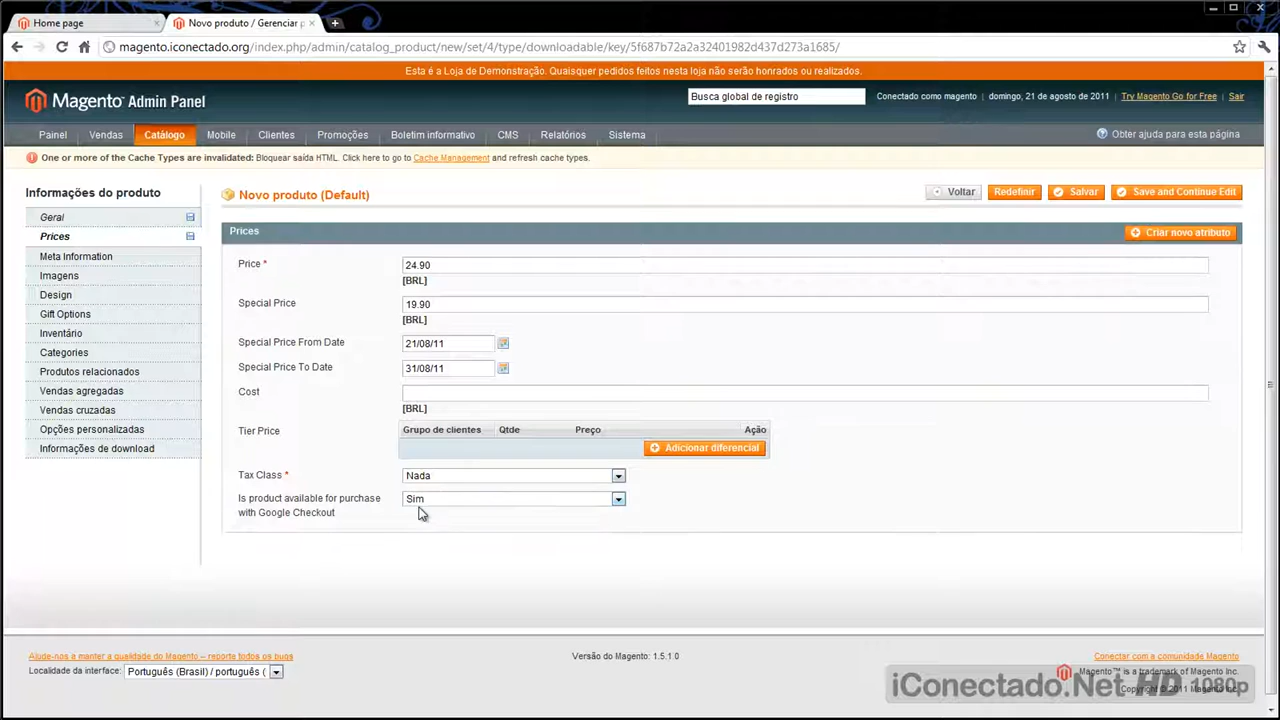 Home page
Novo produto / Gerenciar p
magento.iconectado.org/index.php/admin/catalog_product/new/set/4/type/downloadable/key/5f687b72a2a32401982d437d273a1685/
Esta é a Loja de Demonstração. Quaisquer pedidos feitos nesta loja não serão honrados ou realizados.
Magento™ Admin Panel
Busca global de registro
Conectado como magento | domingo, 21 de agosto de 2011 | Try Magento Go for Free | Sair
Painel Vendas Catálogo Mobile Clientes Promoções Boletim informativo CMS Relatórios Sistema
Obter ajuda para esta página
One or more of the Cache Types are invalidated: Bloquear saída HTML. Click here to go to Cache Management and refresh cache types.
Informações do produto
Geral
Prices
Meta Information
Imagens
Design
Gift Options
Inventário
Categories
Produtos relacionados
Vendas agregadas
Vendas cruzadas
Opções personalizadas
Informações de download
Novo produto (Default)
Voltar Redefinir Salvar Save and Continue Edit
Prices
Criar novo atributo
Price * 24.90
[BRL]
Special Price 19.90
[BRL]
Special Price From Date 21/08/11
Special Price To Date 31/08/11
Cost
[BRL]
Tier Price Grupo de clientes Qtde Preço Ação
Adicionar diferencial
Tax Class * Nada
Is product available for purchase Sim
with Google Checkout
Ajude-nos a manter a qualidade do Magento – reporte todos os bugs
Versão do Magento: 1.5.1.0
Conectar com a comunidade Magento
Localidade da interface: Português (Brasil) / português (
Magento™ is a trademark of Magento Inc.
Copyright © 2011 Magento Inc.
iConectado.Net HD 1080p